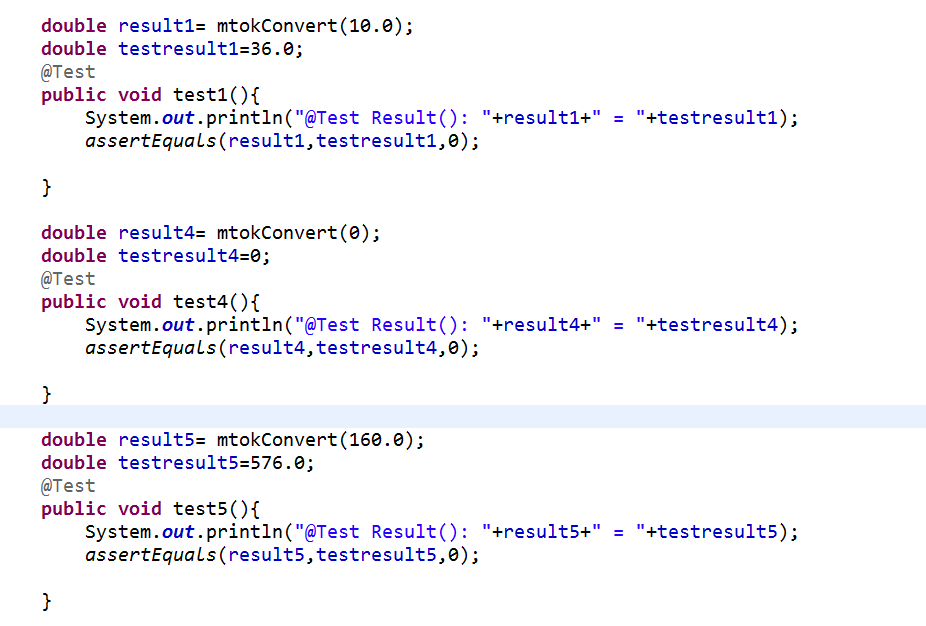 double result1= mtokConvert(10.0);
double testresult1=36.0;
@Test
public void test1(){
System.out.println("@Test Result(): "+result1+" = "+testresult1);
assertEquals(result1,testresult1,0);
}
double result4= mtokConvert(0);
double testresult4=0;
@Test
public void test4(){
System.out.println("@Test Result(): "+result4+" = "+testresult4);
assertEquals(result4,testresult4,0);
}
double result5= mtokConvert(160.0);
double testresult5=576.0;
@Test
public void test5(){
System.out.println("@Test Result(): "+result5+" = "+testresult5);
assertEquals(result5,testresult5,0);
}